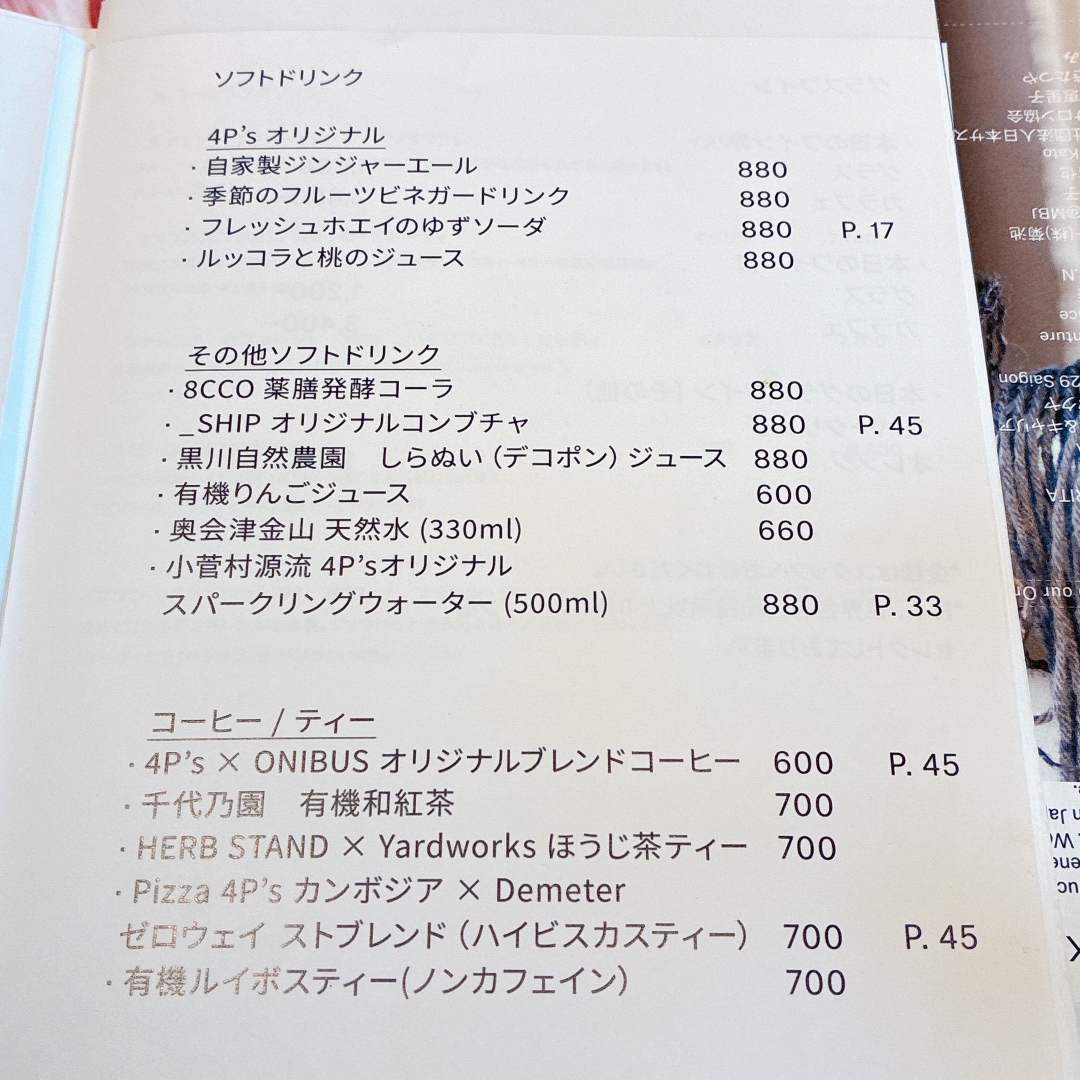 ソフトドリンク
4P's オリジナル
・自家製ジンジャーエール 880
・季節のフルーツビネガードリンク 880
・フレッシュホエイのゆずソーダ 880 P. 17
・ルッコラと桃のジュース 880
その他ソフトドリンク
・8CCO 薬膳発酵コーラ 880
・_SHIP オリジナルコンブチャ 880 P. 45
・黒川自然農園　しらぬい（デコポン）ジュース 880
・有機りんごジュース 600
・奥会津金山 天然水 (330ml) 660
・小菅村源流 4P'sオリジナル
スパークリングウォーター (500ml) 880 P. 33
コーヒー / ティー
・4P's × ONIBUS オリジナルブレンドコーヒー 600 P. 45
・千代乃園　有機和紅茶 700
・HERB STAND × Yardworks ほうじ茶ティー 700
・Pizza 4P's カンボジア × Demeter
ゼロウェイ ストブレンド（ハイビスカスティー） 700 P. 45
・有機ルイボスティー(ノンカフェイン） 700